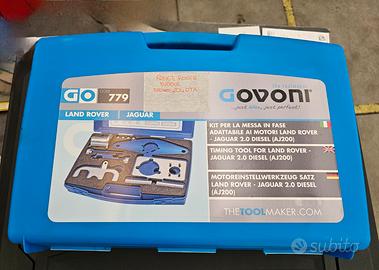 GO
779
LAND ROVER
JAGUAR
GOVONI
...just idea, just perfect!
KIT PER LA MESSA IN FASE
ADATTABILE AI MOTORI LAND ROVER
- JAGUAR 2.0 DIESEL (AJ200)
TIMING TOOL FOR LAND ROVER -
JAGUAR 2.0 DIESEL (AJ200)
MOTOREINSTELLWERKZEUG SATZ
LAND ROVER - JAGUAR 2.0 DIESEL
(AJ200)
THETOOLMAKER.COM
subito